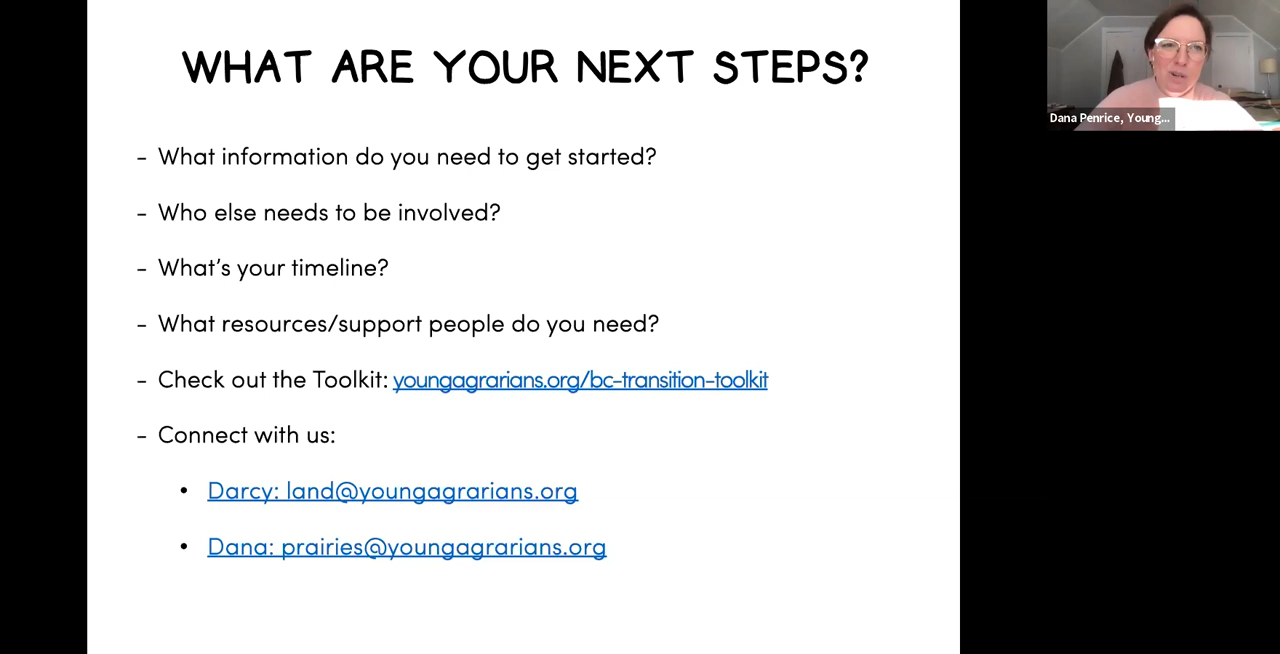 WHAT ARE YOUR NEXT STEPS?
- What information do you need to get started?
- Who else needs to be involved?
- What's your timeline?
- What resources/support people do you need?
- Check out the Toolkit: youngagrarians.org/bc-transition-toolkit
- Connect with us:
• Darcy: land@youngagrarians.org
• Dana: prairies@youngagrarians.org
Dana Penrice, Young...